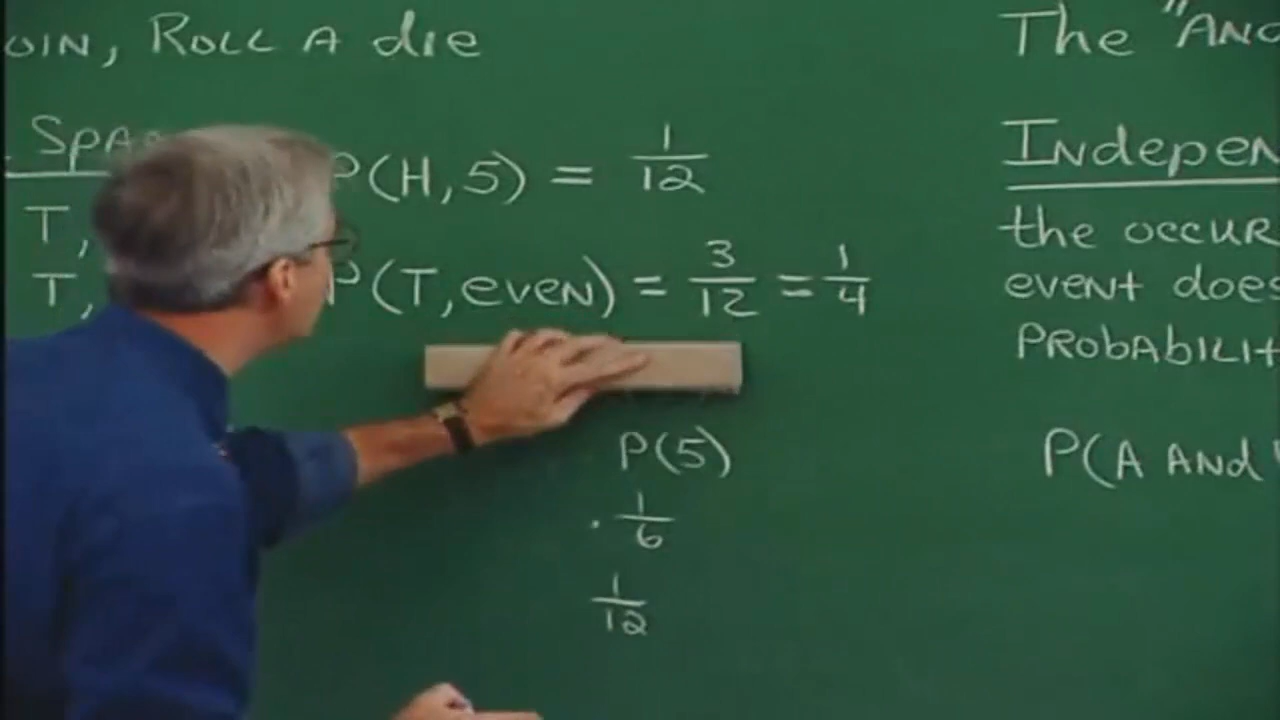 OIN, ROLL A die
SPA
P(H,5) = 1/12
T,
T,
P(T,even) = 3/12 = 1/4
P(5)
· 1/6
1/12
The "AND
Indepen
the occur
event does
Probabilit
P(A AND